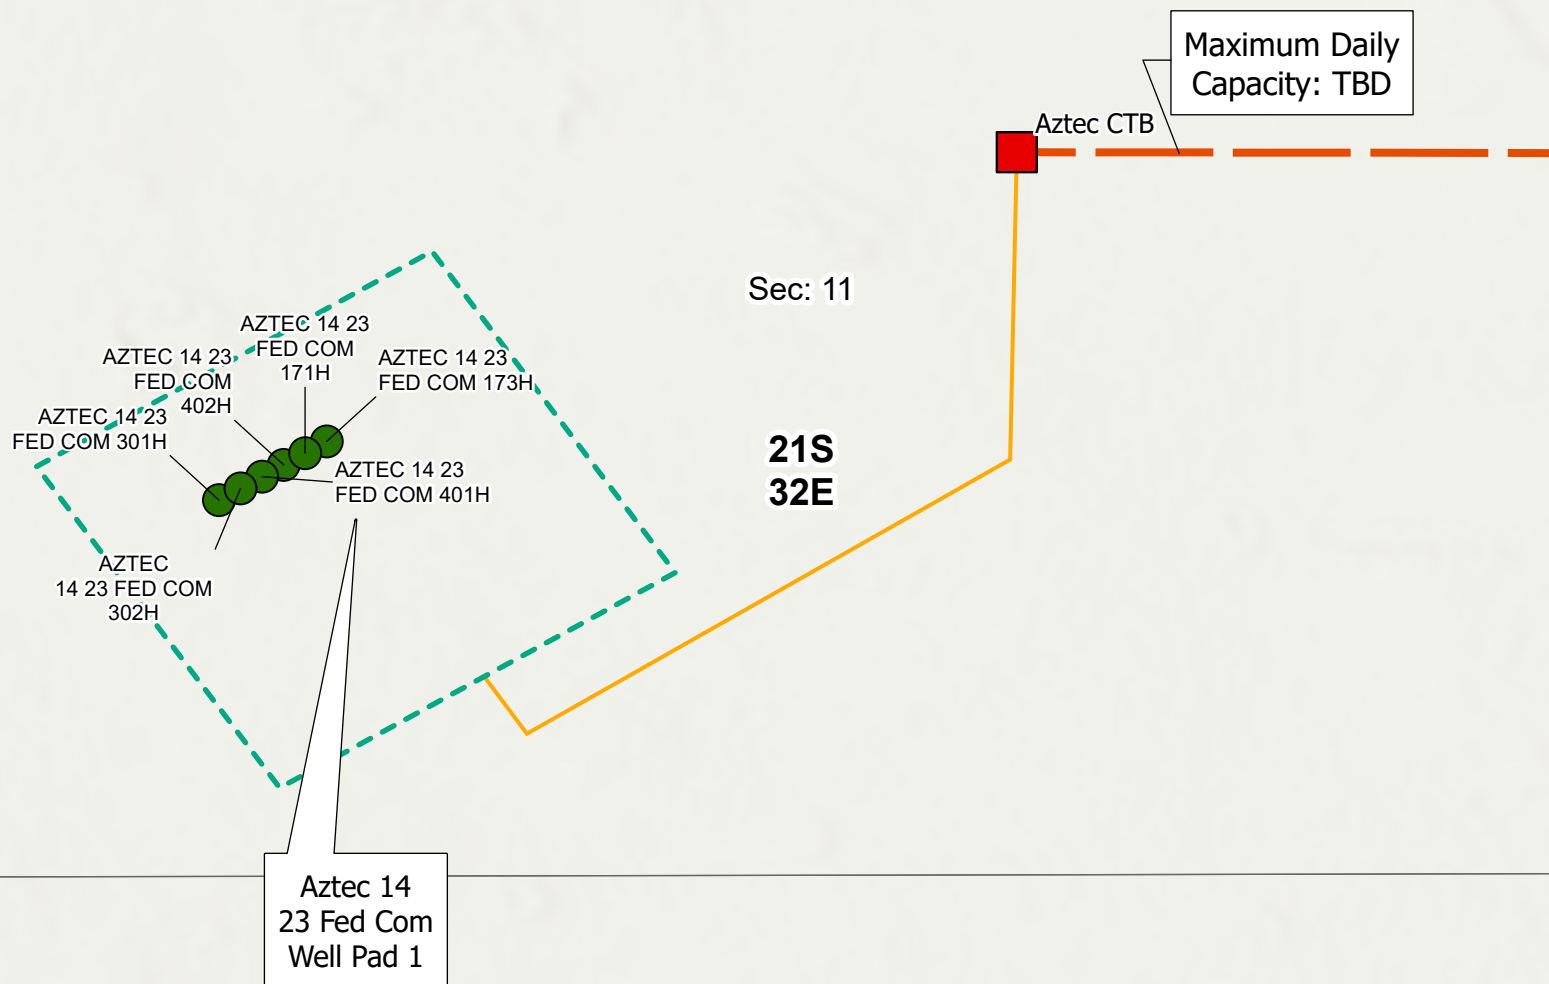 Maximum Daily
Capacity: TBD
Aztec CTB
Sec: 11
AZTEC 14 23
FED COM
171H
AZTEC 14 23
FED COM
402H
AZTEC 14 23
FED COM 173H
AZTEC 14 23
FED COM 301H
21S
32E
AZTEC 14 23
FED COM 401H
AZTEC
14 23 FED COM
302H
Aztec 14
23 Fed Com
Well Pad 1